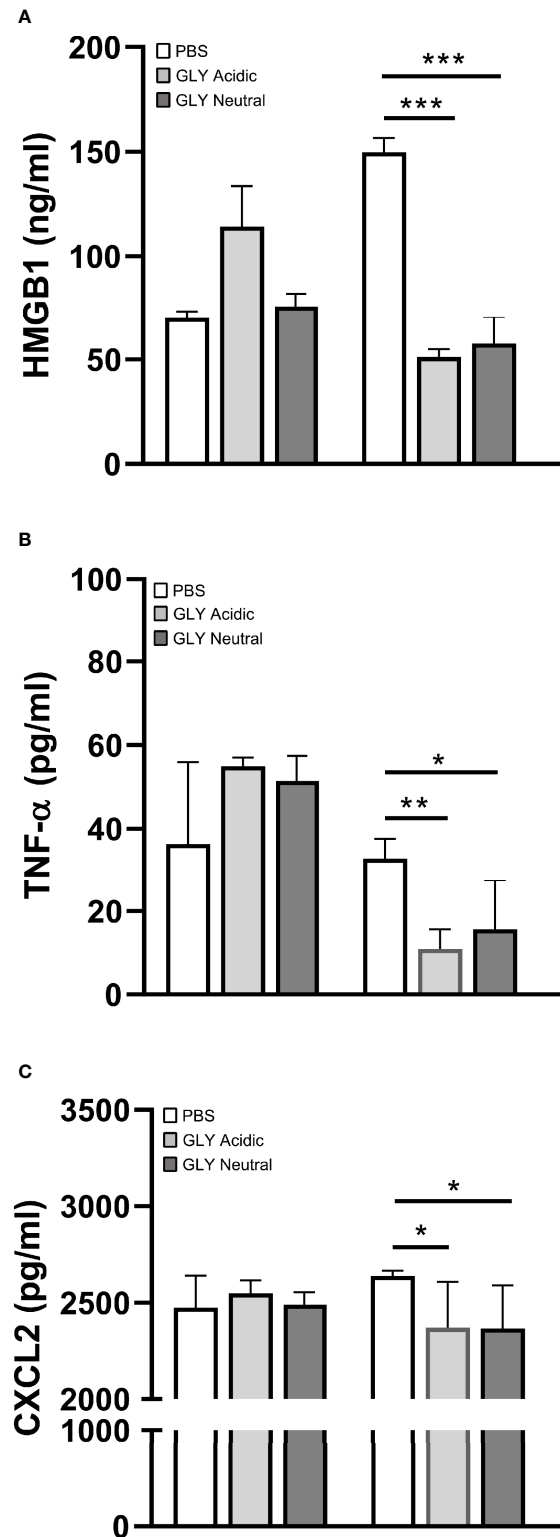 A
HMGB1 (ng/ml)
200
150
100
50
0
PBS
GLY Acidic
GLY Neutral
***
***
B
TNF-α (pg/ml)
100
80
60
40
20
0
PBS
GLY Acidic
GLY Neutral
*
**
C
CXCL2 (pg/ml)
3500
3000
2500
2000
1000
0
PBS
GLY Acidic
GLY Neutral
*
*